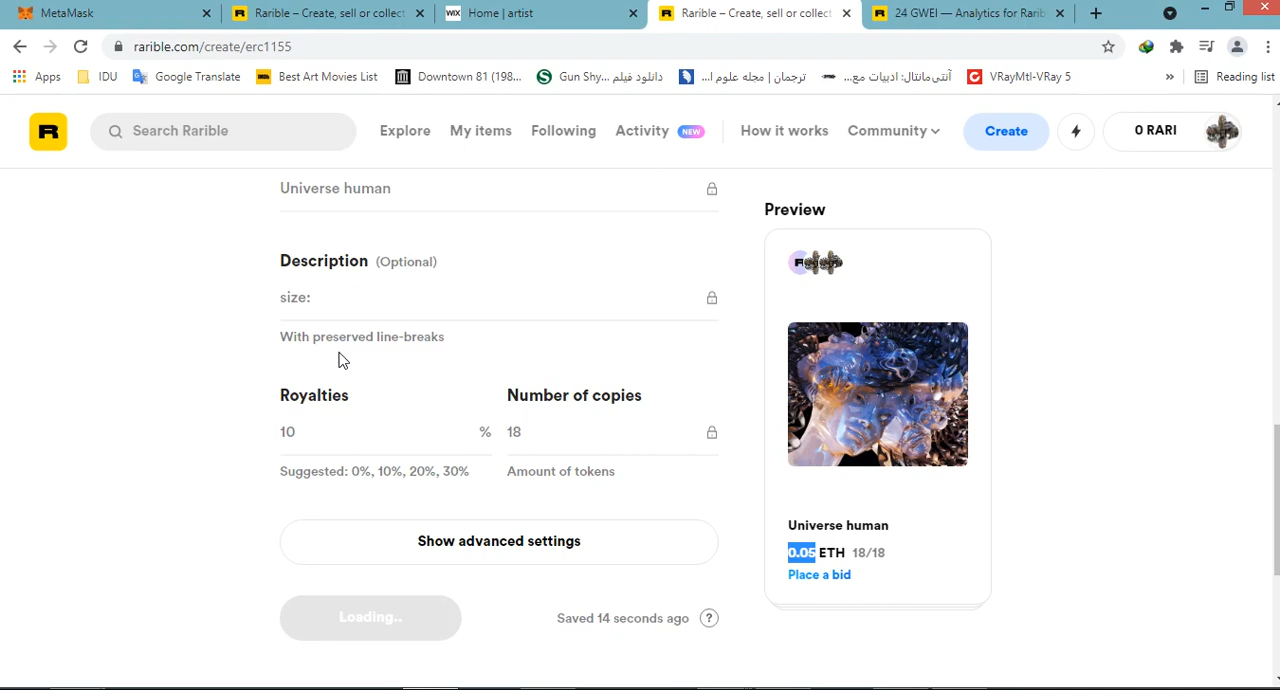 MetaMask
Rarible – Create, sell or collect
WIX Home | artist
Rarible – Create, sell or collect
24 GWEI — Analytics for Rarib
rarible.com/create/erc1155
Apps
IDU
Google Translate
Best Art Movies List
Downtown 81 (198...
دانلود فیلم Gun Shy...
ترجمان | مجله علوم ا...
آنتی‌مانتال: ادبیات مع...
VRayMtl-VRay 5
»
Reading list
R
Search Rarible
Explore
My items
Following
Activity NEW
How it works
Community
Create
0 RARI
Universe human
Description (Optional)
size:
With preserved line-breaks
Royalties
10 %
Suggested: 0%, 10%, 20%, 30%
Number of copies
18
Amount of tokens
Show advanced settings
Loading..
Saved 14 seconds ago ?
Preview
Universe human
0.05 ETH 18/18
Place a bid